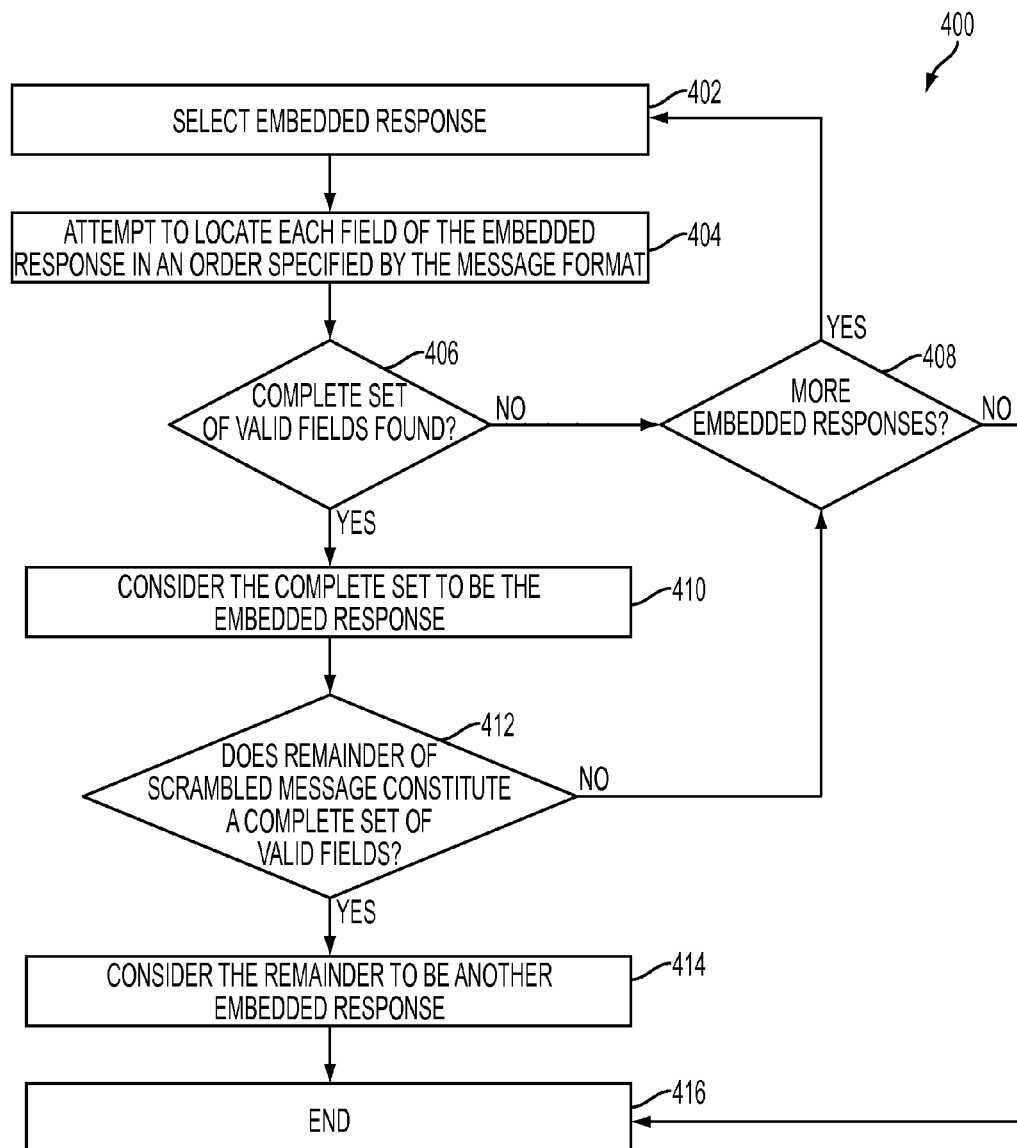 400
402
SELECT EMBEDDED RESPONSE
ATTEMPT TO LOCATE EACH FIELD OF THE EMBEDDED
RESPONSE IN AN ORDER SPECIFIED BY THE MESSAGE FORMAT
404
406
COMPLETE SET
OF VALID FIELDS FOUND?
NO
YES
YES
408
MORE
EMBEDDED RESPONSES?
NO
CONSIDER THE COMPLETE SET TO BE THE
EMBEDDED RESPONSE
410
412
DOES REMAINDER OF
SCRAMBLED MESSAGE CONSTITUTE
A COMPLETE SET OF
VALID FIELDS?
NO
YES
CONSIDER THE REMAINDER TO BE ANOTHER
EMBEDDED RESPONSE
414
END
416